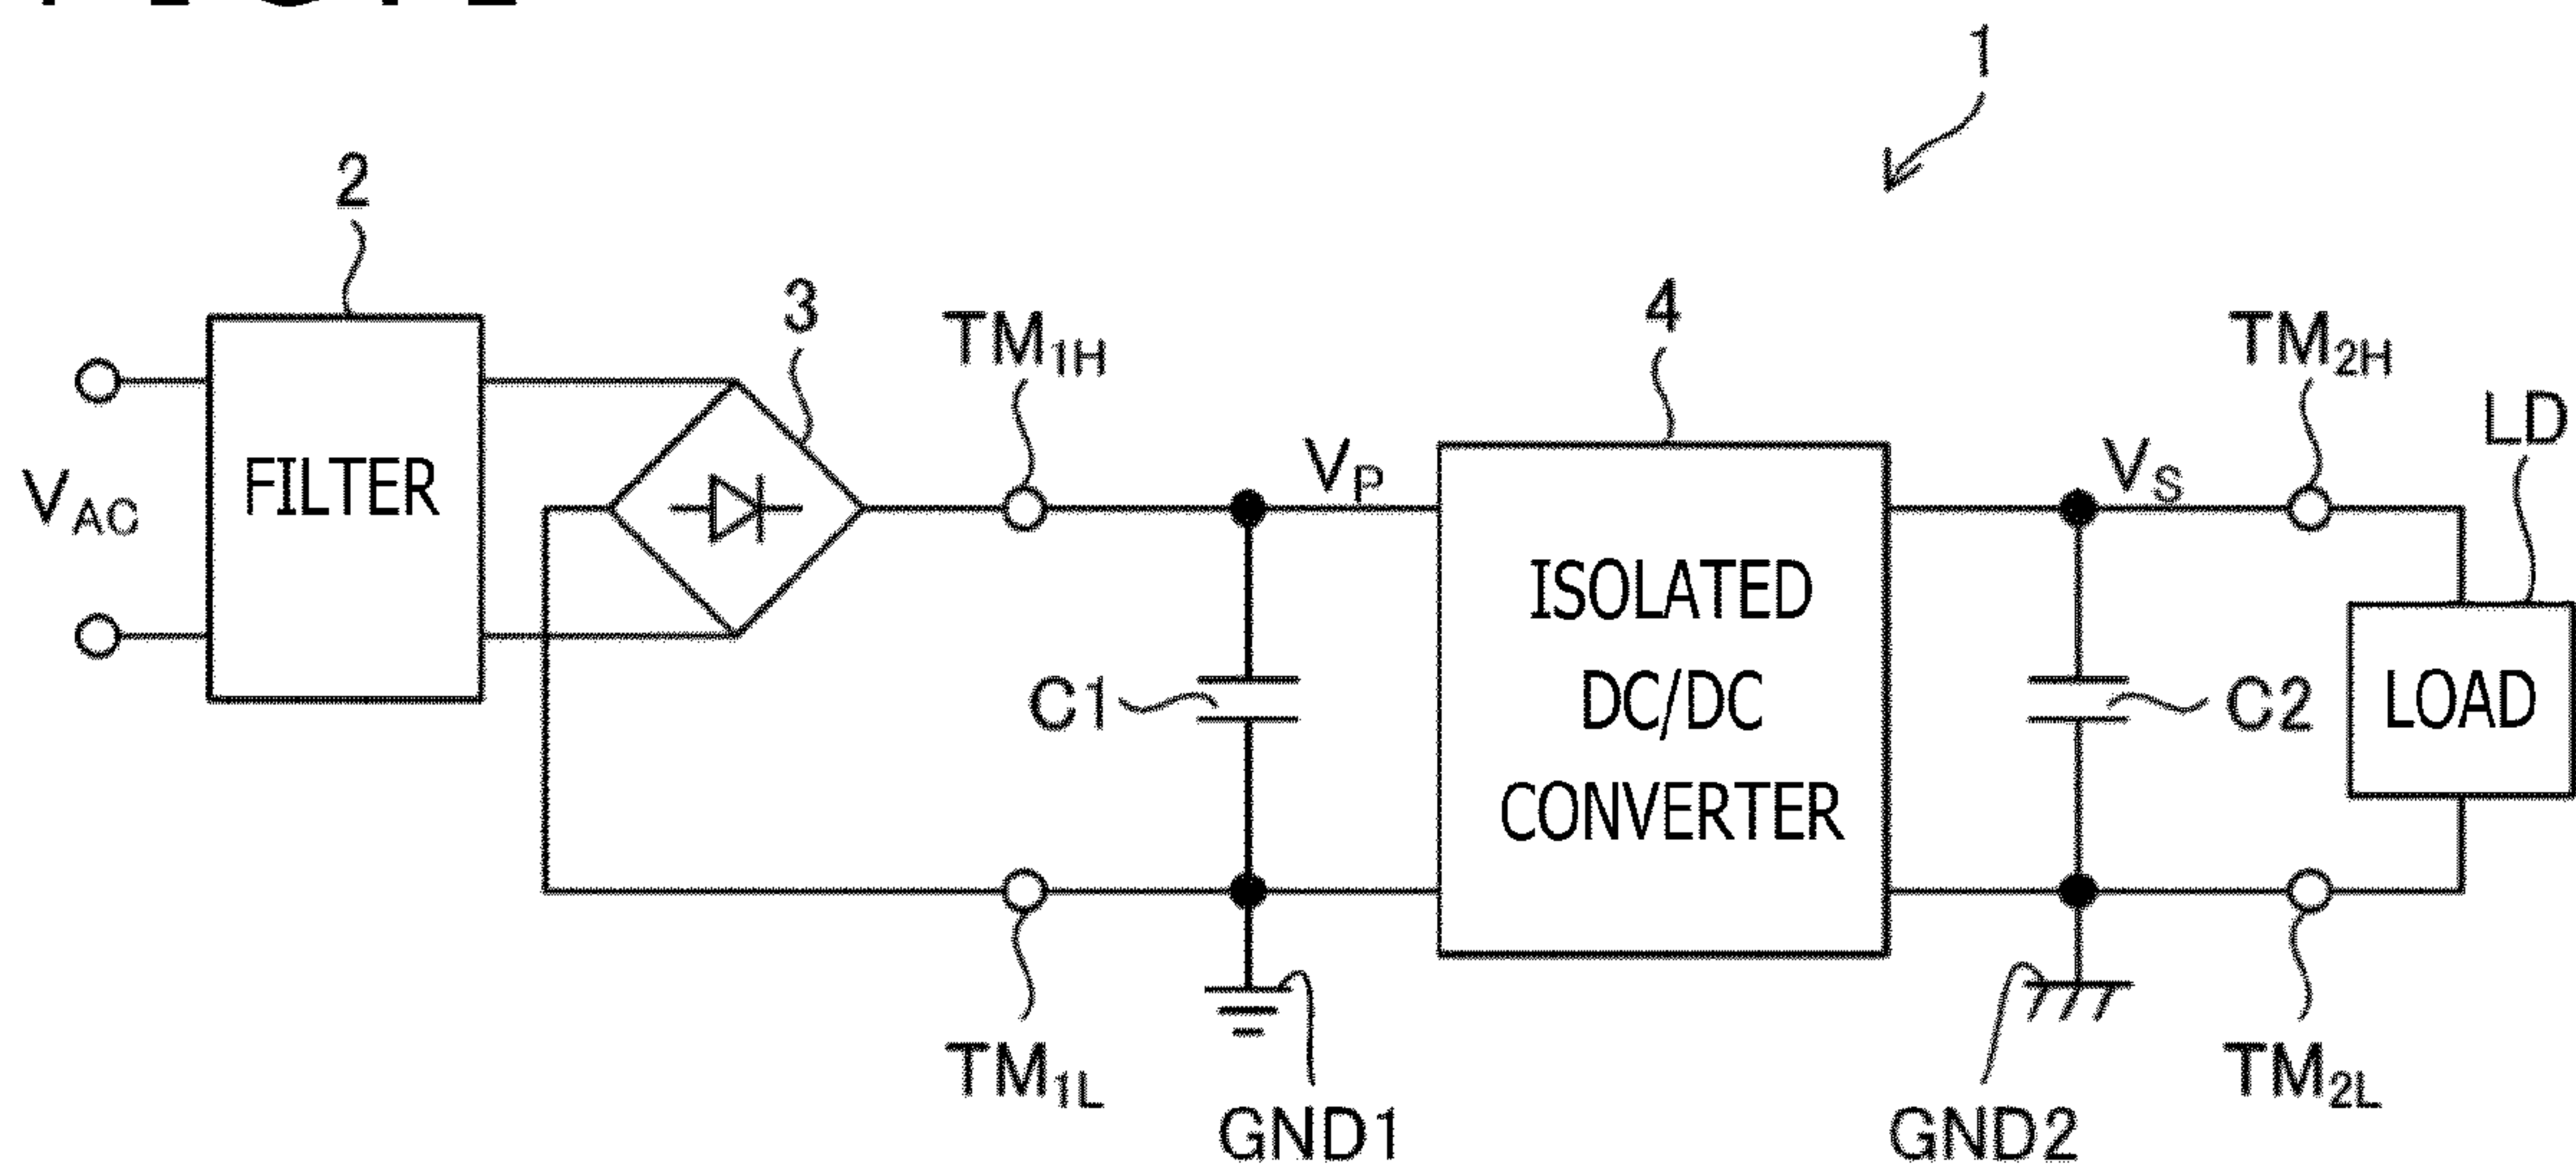 1
2
3
TM1H
4
TM2H
LD
VAC
FILTER
VP
VS
ISOLATED
DC/DC
CONVERTER
C1
C2
LOAD
TM1L
GND1
GND2
TM2L